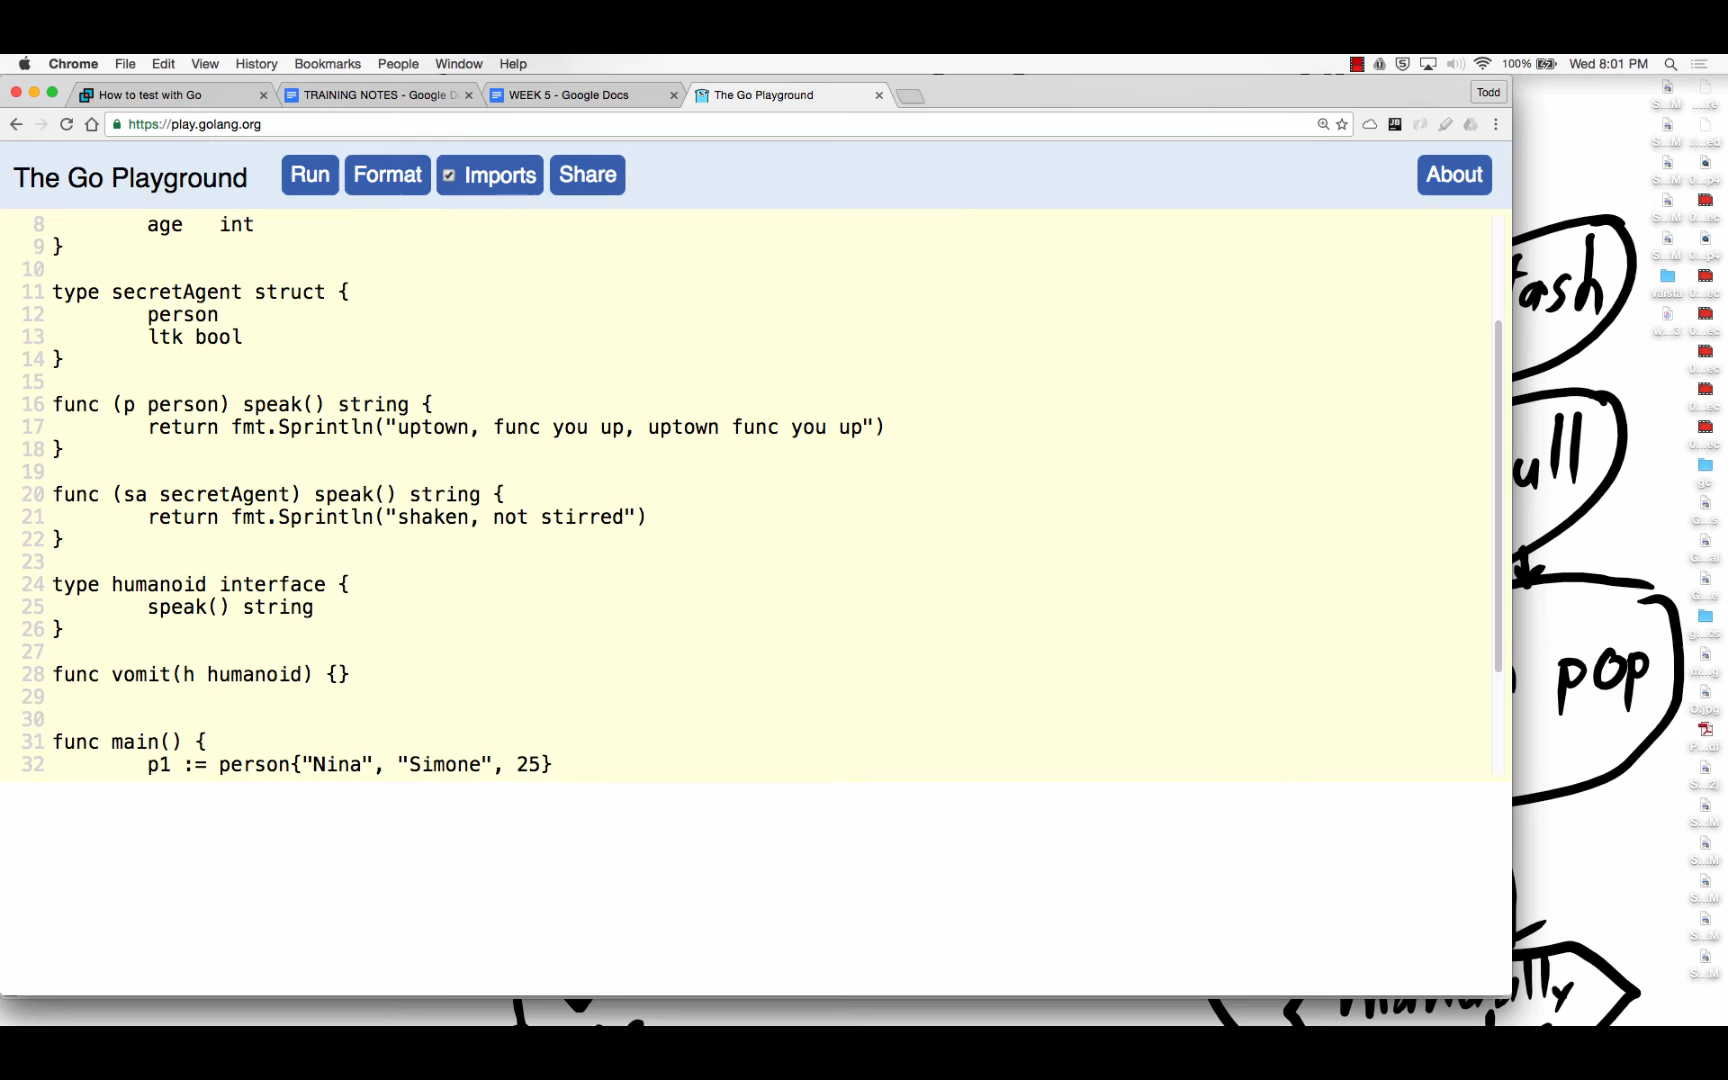 Chrome File Edit View History Bookmarks People Window Help 100% Wed 8:01 PM
How to test with Go TRAINING NOTES - Google D WEEK 5 - Google Docs The Go Playground Todd
https://play.golang.org
The Go Playground Run Format Imports Share About
8 age int
9 }
10
11 type secretAgent struct {
12 person
13 ltk bool
14 }
15
16 func (p person) speak() string {
17 return fmt.Sprintln("uptown, func you up, uptown func you up")
18 }
19
20 func (sa secretAgent) speak() string {
21 return fmt.Sprintln("shaken, not stirred")
22 }
23
24 type humanoid interface {
25 speak() string
26 }
27
28 func vomit(h humanoid) {}
29
30
31 func main() {
32 p1 := person{"Nina", "Simone", 25}
pop